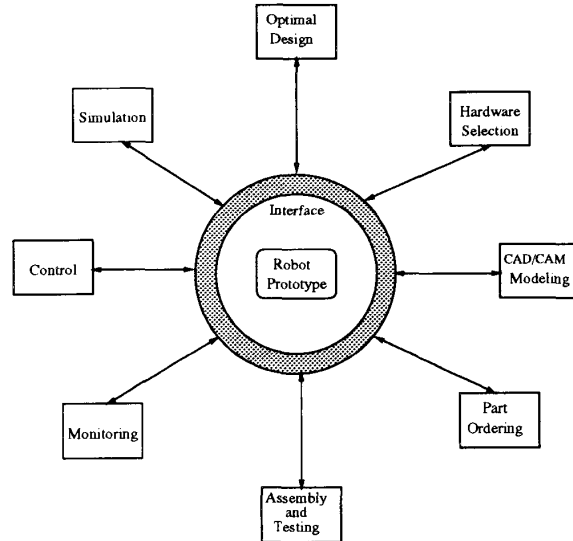 Optimal
Design
Simulation
Hardware
Selection
Interface
Control
Robot
Prototype
CAD/CAM
Modeling
Monitoring
Part
Ordering
Assembly
and
Testing